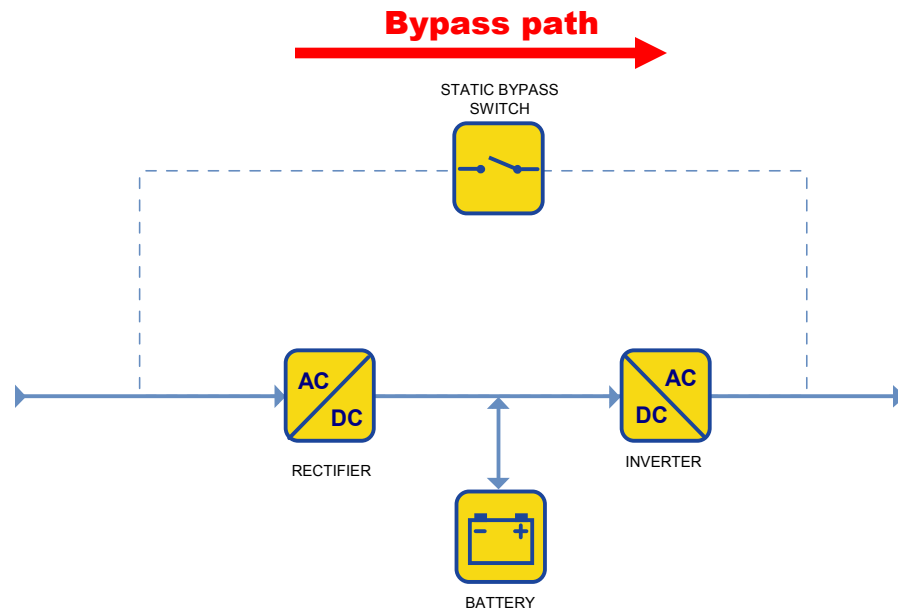 Bypass path
STATIC BYPASS
SWITCH
AC
DC
RECTIFIER
AC
DC
INVERTER
- +
BATTERY